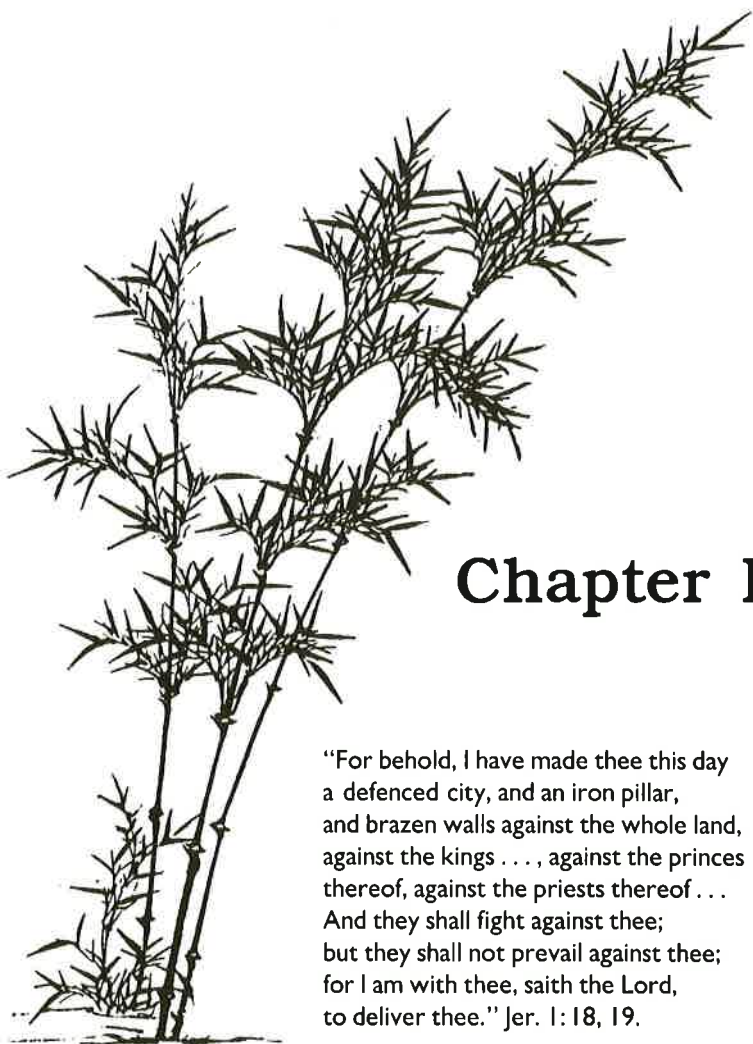 Chapter
“For behold, I have made thee this day
a defenced city, and an iron pillar,
and brazen walls against the whole land,
against the kings . . . , against the princes
thereof, against the priests thereof . . .
And they shall fight against thee;
but they shall not prevail against thee;
for I am with thee, saith the Lord,
to deliver thee.” Jer. 1:18, 19.